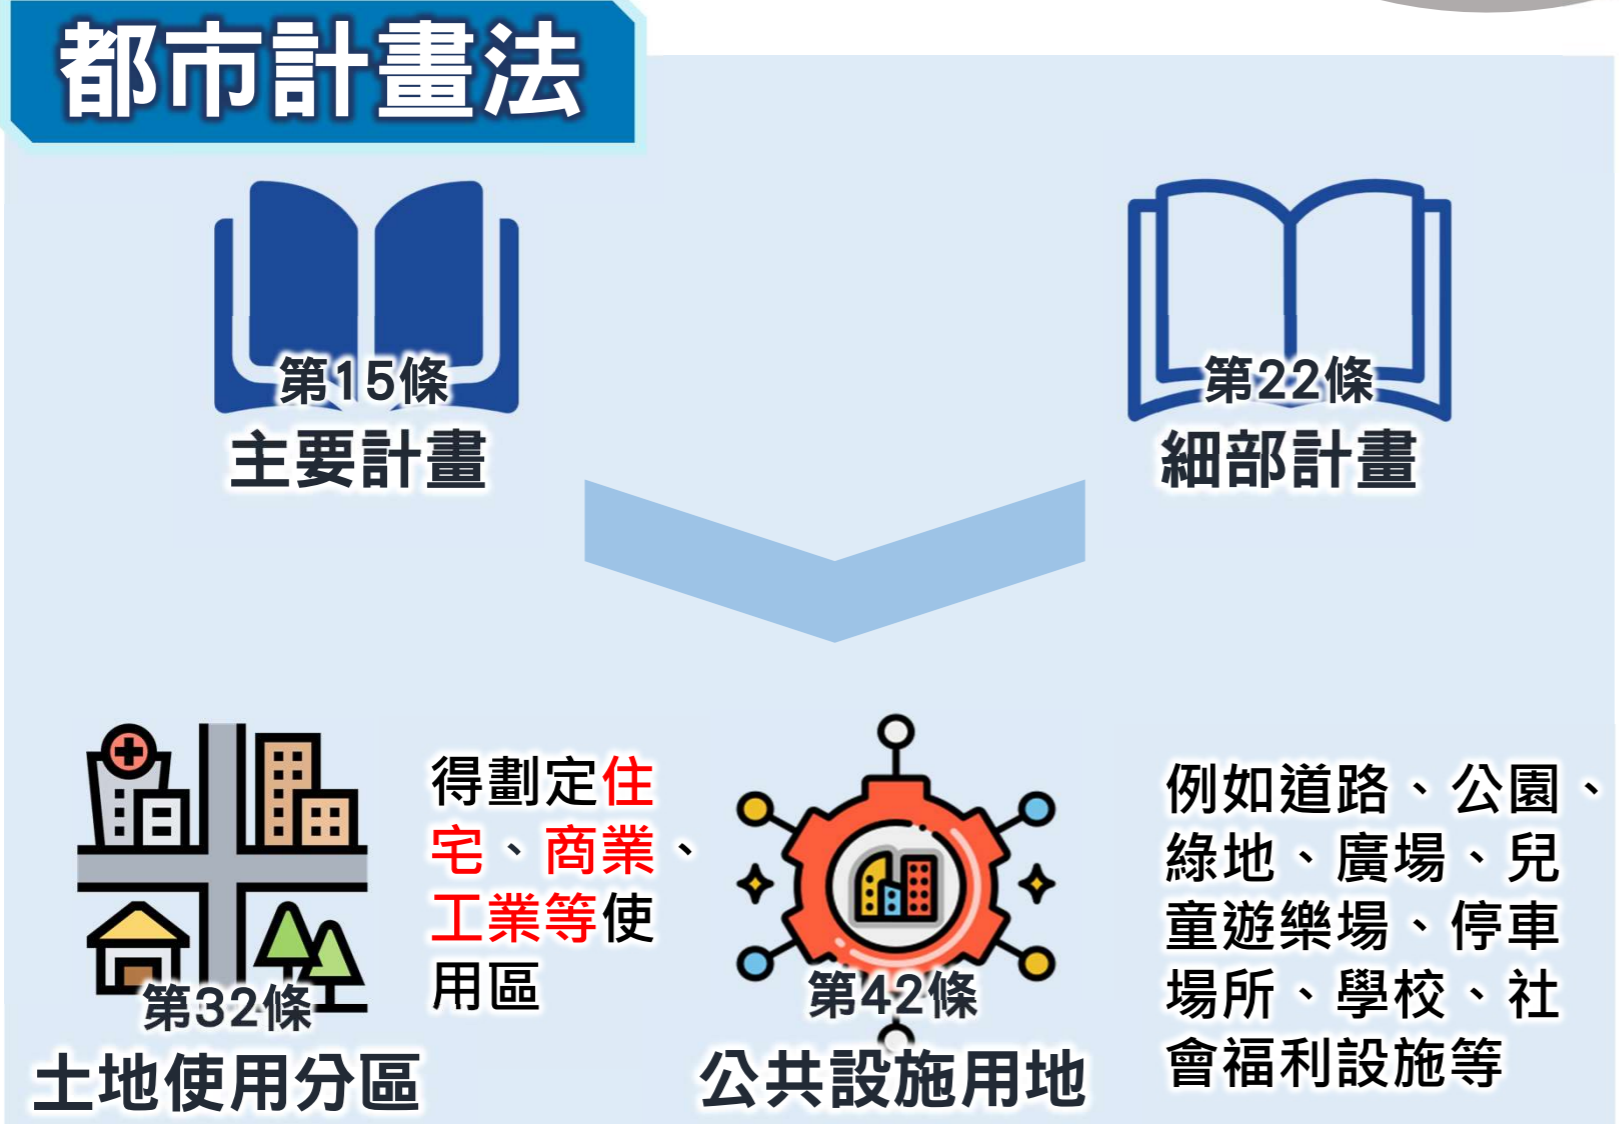 都市計畫法
第15條
主要計畫
第22條
細部計畫
得劃定住
宅、商業、
工業等使
用區
第32條
土地使用分區
例如道路、公園、
綠地、廣場、兒
童遊樂場、停車
場所、學校、社
會福利設施等
第42條
公共設施用地